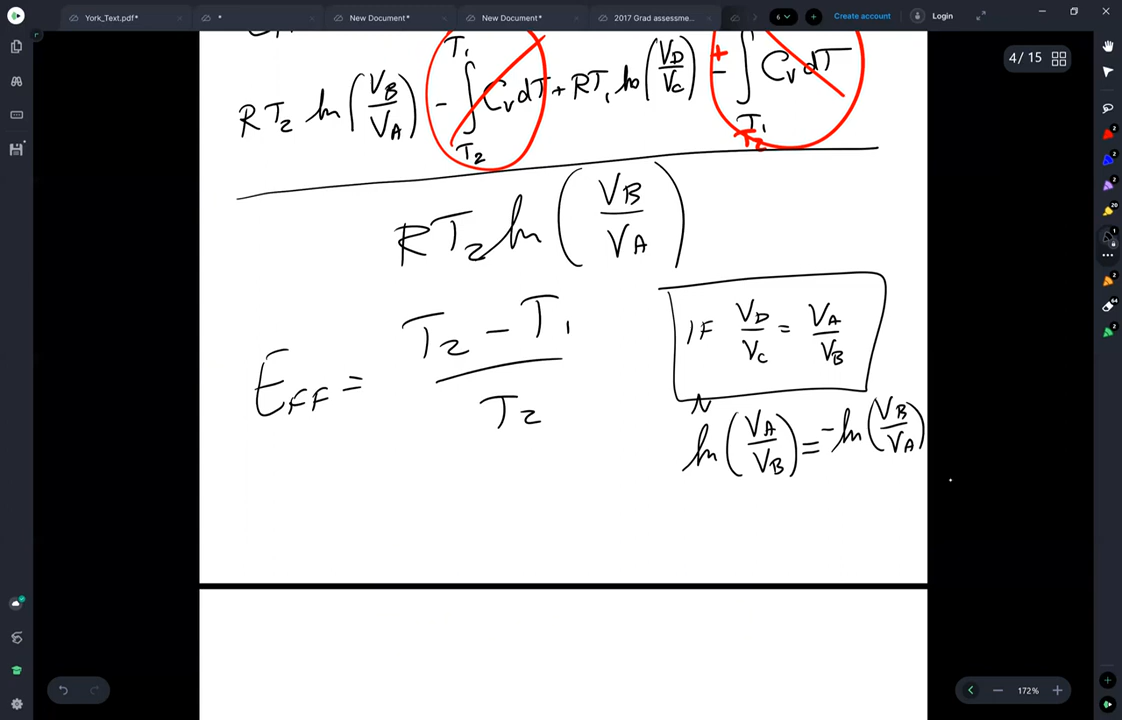 York_Text.pdf*
*
New Document*
New Document*
2017 Grad assessme...
6
Create account
Login
4 / 15
RT₂ ln(V_B/V_A) - ∫_{T₂}^{T₁} C_v dT + RT₁ ln(V_D/V_C) ± ∫ C_v dT
T₁
T₂
RT₂ ln(V_B/V_A)
IF V_D/V_C = V_A/V_B
E_FF = (T₂ - T₁)/T₂
ln(V_A/V_B) = -ln(V_B/V_A)
172%